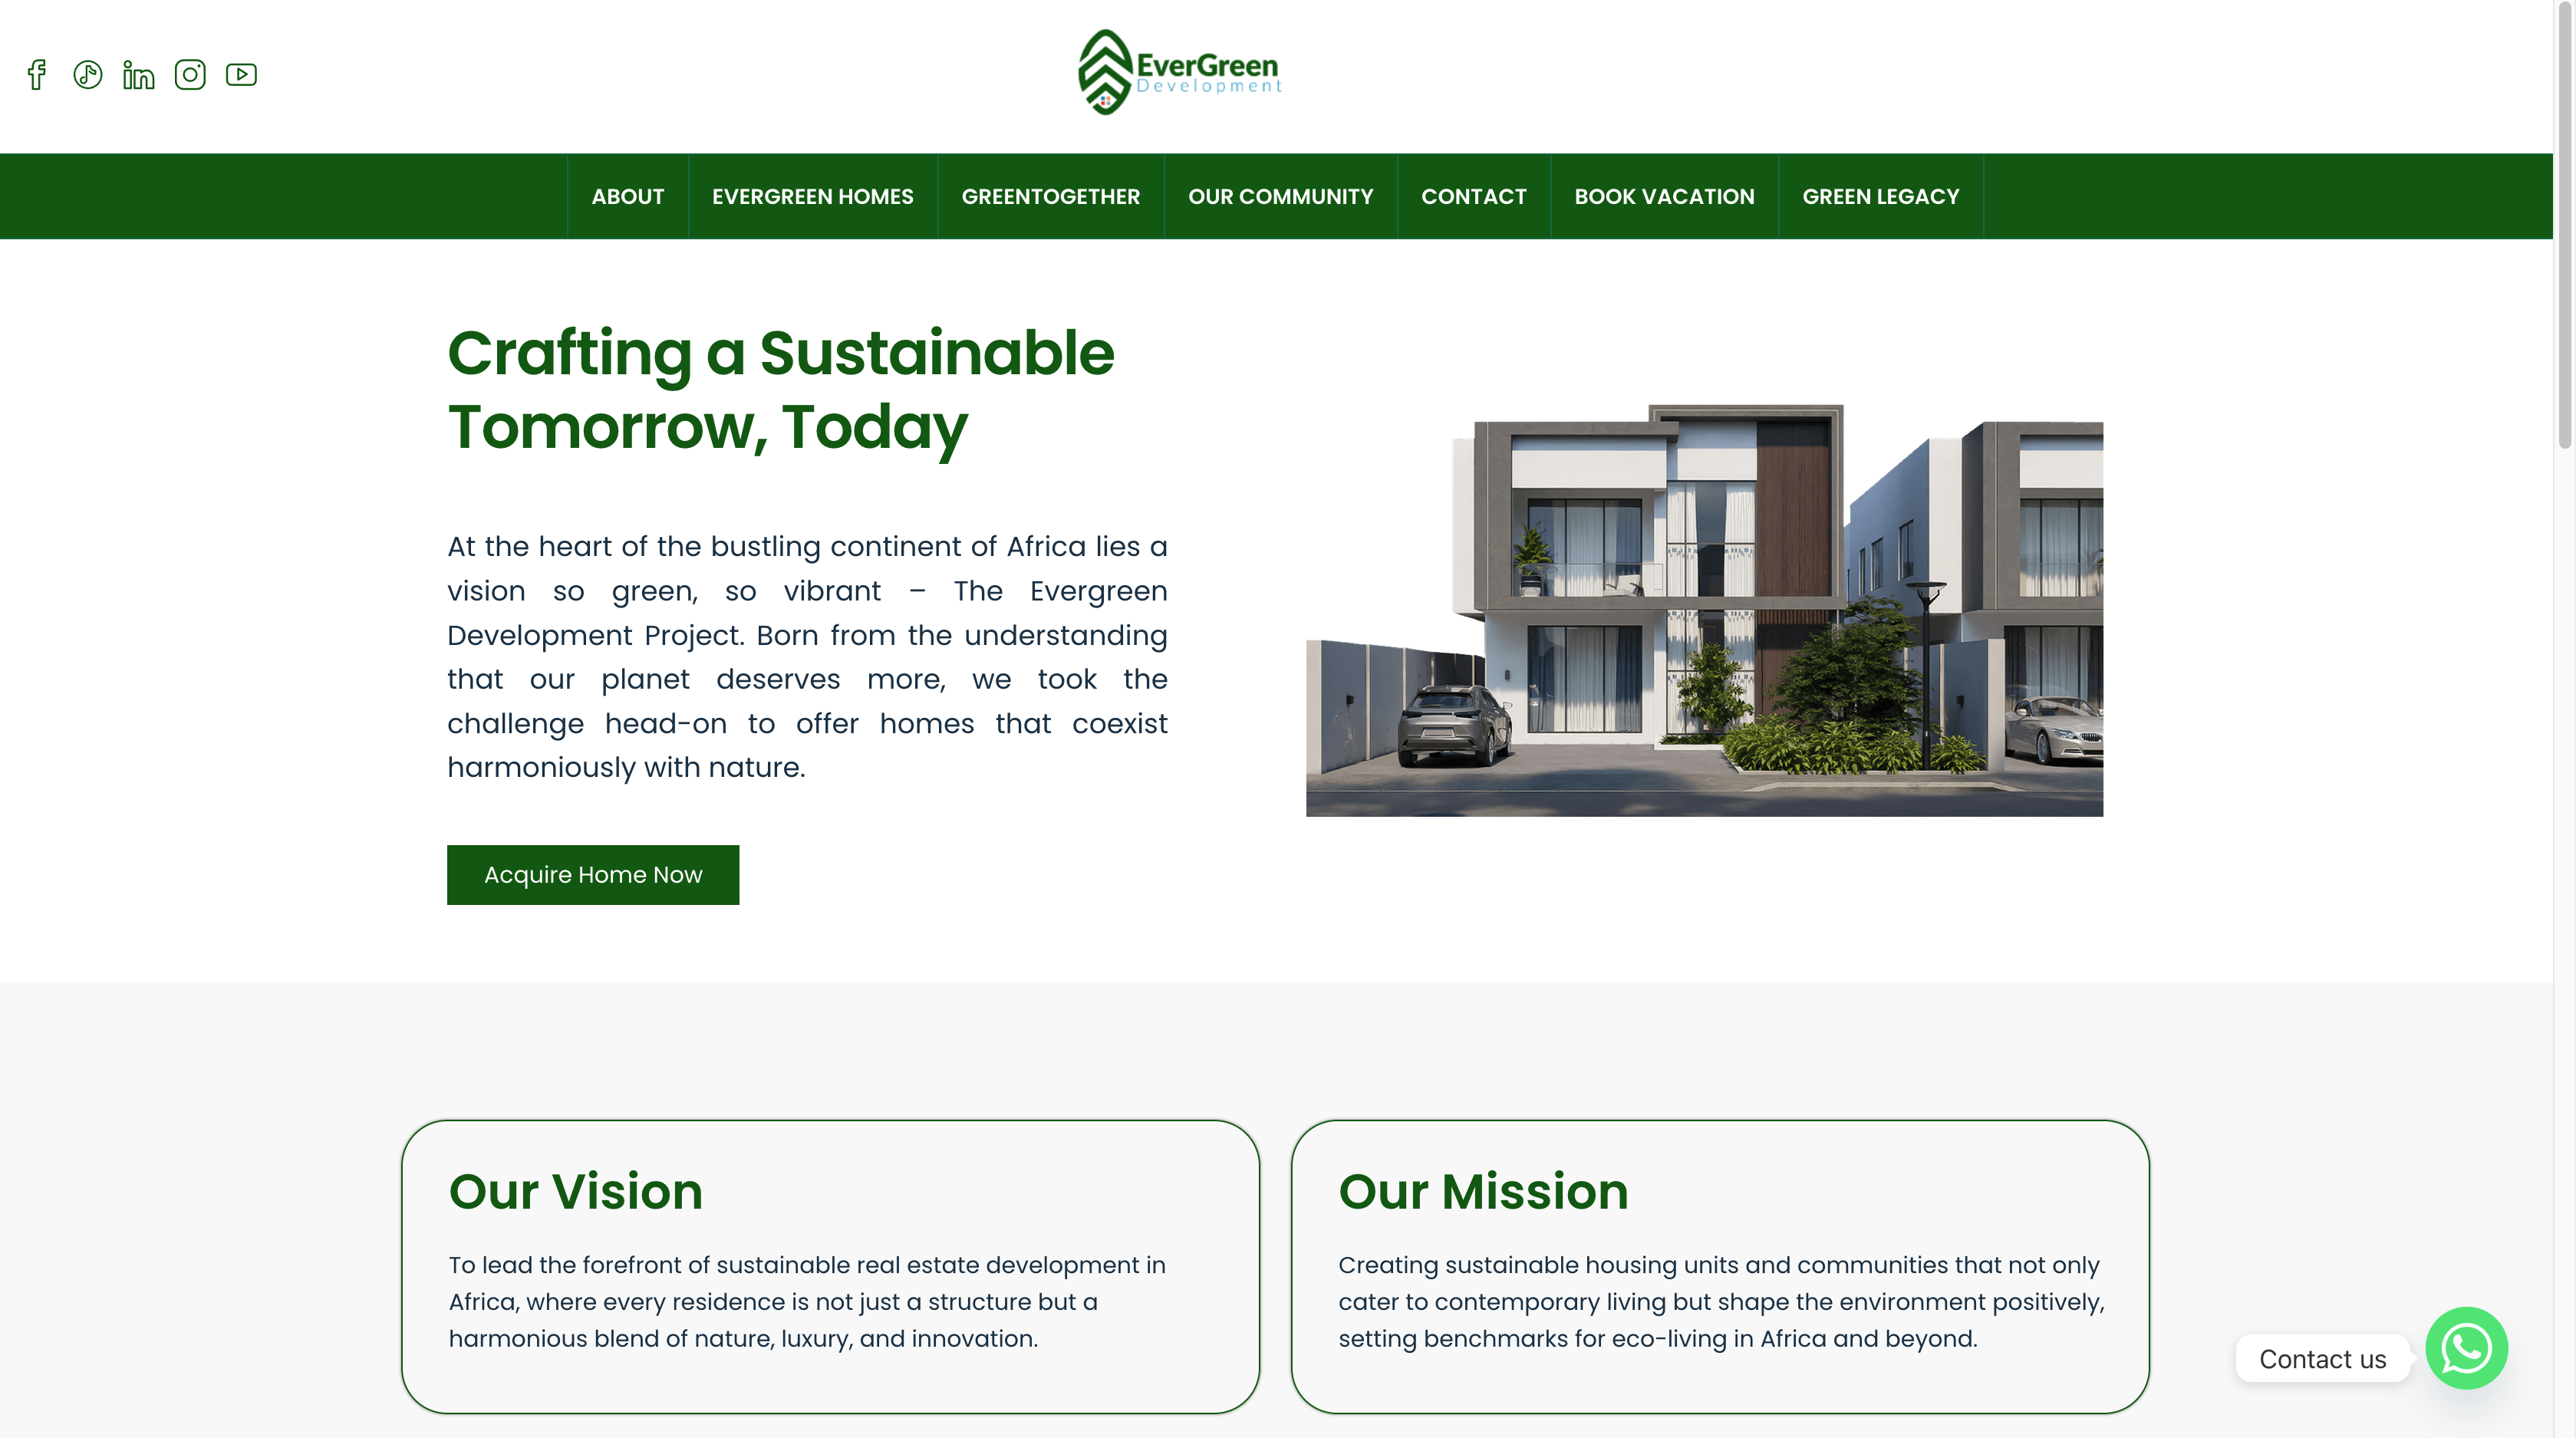 EverGreen
Development
ABOUT
EVERGREEN HOMES
GREENTOGETHER
OUR COMMUNITY
CONTACT
BOOK VACATION
GREEN LEGACY
Crafting a Sustainable
Tomorrow, Today
At the heart of the bustling continent of Africa lies a
vision so green, so vibrant – The Evergreen
Development Project. Born from the understanding
that our planet deserves more, we took the
challenge head-on to offer homes that coexist
harmoniously with nature.
Acquire Home Now
Our Vision
To lead the forefront of sustainable real estate development in
Africa, where every residence is not just a structure but a
harmonious blend of nature, luxury, and innovation.
Our Mission
Creating sustainable housing units and communities that not only
cater to contemporary living but shape the environment positively,
setting benchmarks for eco-living in Africa and beyond.
Contact us